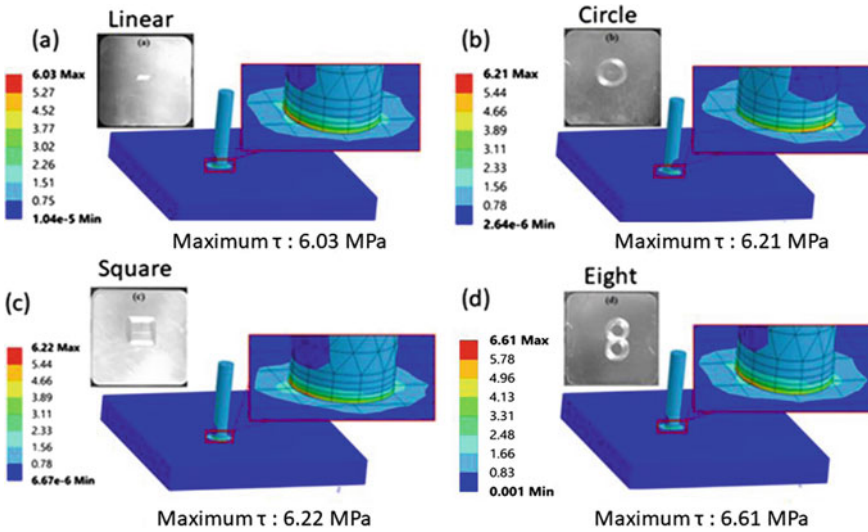 Linear
(a)
(a)
6.03 Max
5.27
4.52
3.77
3.02
2.26
1.51
0.75
1.04e-5 Min
Maximum τ : 6.03 MPa
Circle
(b)
(b)
6.21 Max
5.44
4.66
3.89
3.11
2.33
1.56
0.78
2.64e-6 Min
Maximum τ : 6.21 MPa
Square
(c)
(c)
6.22 Max
5.44
4.66
3.89
3.11
2.33
1.56
0.78
6.67e-6 Min
Maximum τ : 6.22 MPa
Eight
(d)
(d)
6.61 Max
5.78
4.96
4.13
3.31
2.48
1.66
0.83
0.001 Min
Maximum τ : 6.61 MPa